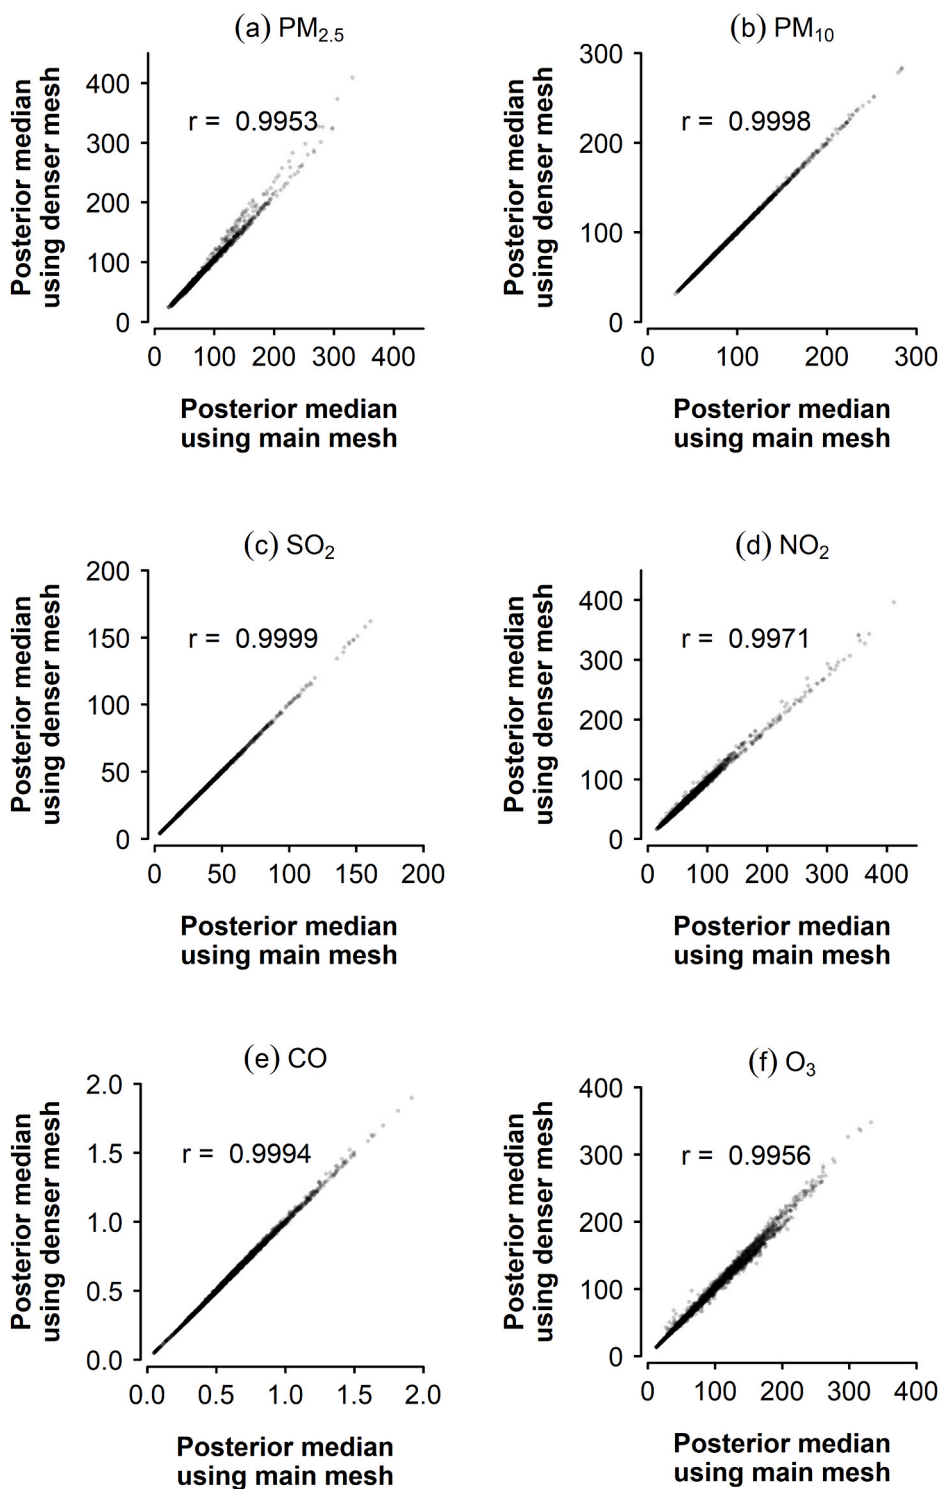 (a) PM2.5
Posterior median
using denser mesh
400
300
200
100
0
r = 0.9953
0 100 200 300 400
Posterior median
using main mesh
(b) PM10
Posterior median
using denser mesh
300
200
100
0
r = 0.9998
0 100 200 300
Posterior median
using main mesh
(c) SO2
Posterior median
using denser mesh
200
150
100
50
0
r = 0.9999
0 50 100 150 200
Posterior median
using main mesh
(d) NO2
Posterior median
using denser mesh
400
300
200
100
0
r = 0.9971
0 100 200 300 400
Posterior median
using main mesh
(e) CO
Posterior median
using denser mesh
2.0
1.5
1.0
0.5
0.0
r = 0.9994
0.0 0.5 1.0 1.5 2.0
Posterior median
using main mesh
(f) O3
Posterior median
using denser mesh
400
300
200
100
0
r = 0.9956
0 100 200 300 400
Posterior median
using main mesh